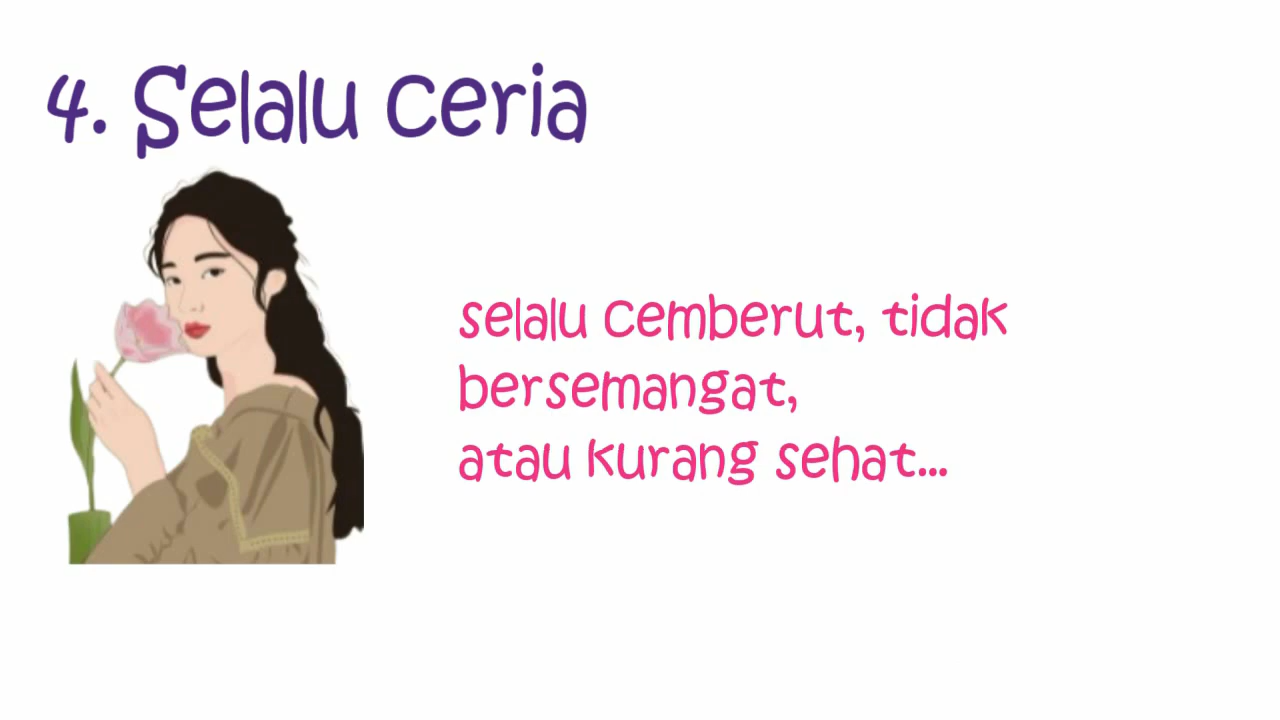 4. Selalu ceria
selalu cemberut, tidak
bersemangat,
atau kurang sehat...